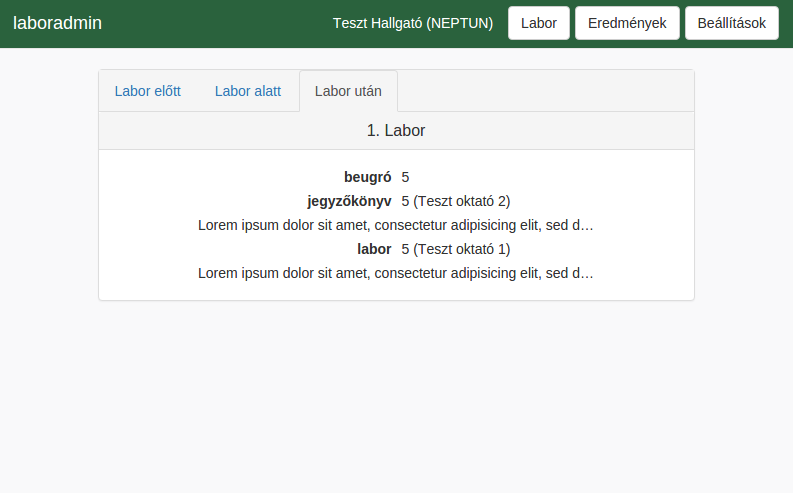 laboradmin Teszt Hallgató (NEPTUN) Labor Eredmények Beállítások
Labor előtt Labor alatt Labor után
1. Labor
beugró 5
jegyzőkönyv 5 (Teszt oktató 2)
Lorem ipsum dolor sit amet, consectetur adipisicing elit, sed d…
labor 5 (Teszt oktató 1)
Lorem ipsum dolor sit amet, consectetur adipisicing elit, sed d…